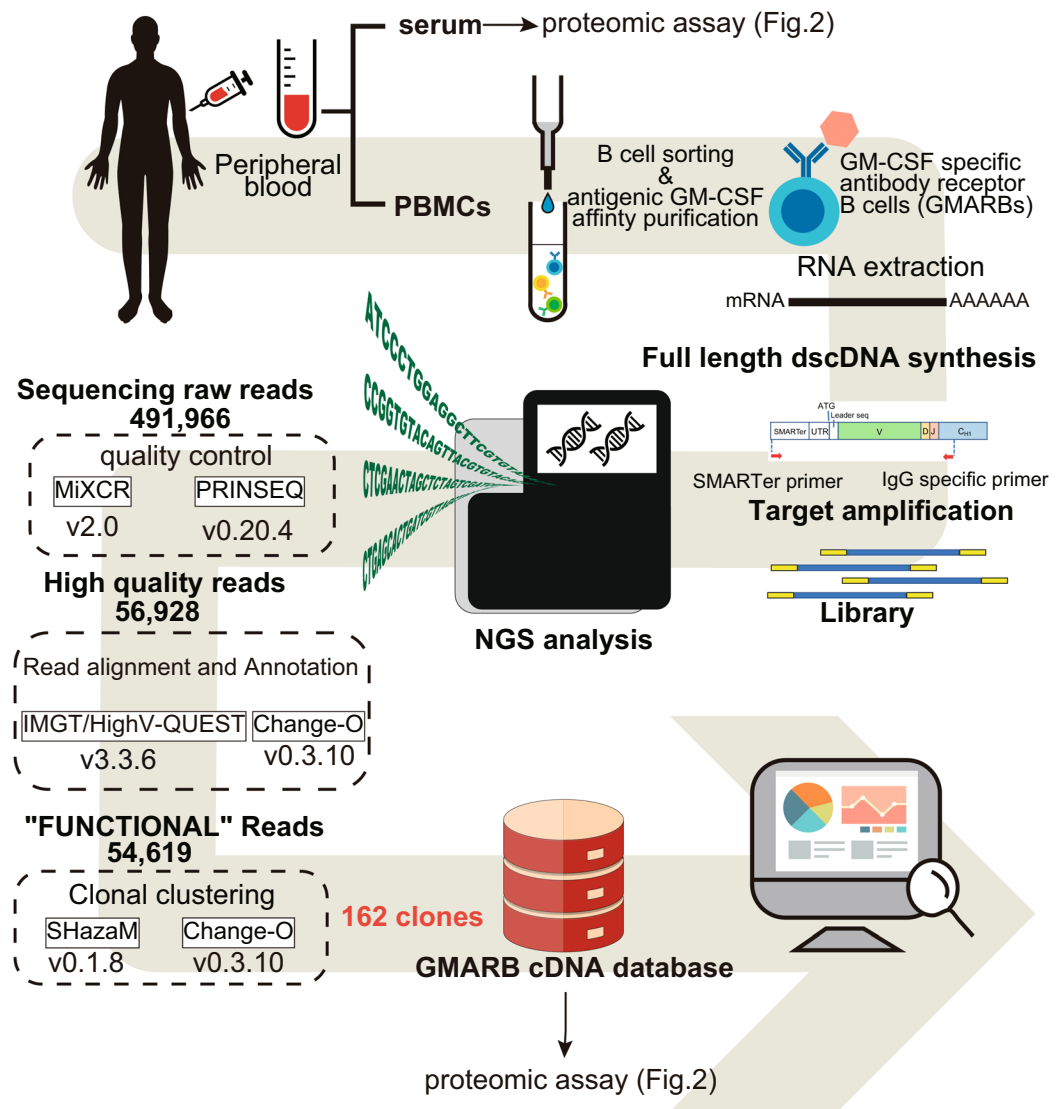 serum
proteomic assay (Fig.2)
Peripheral
blood
PBMCs
B cell sorting
&
antigenic GM-CSF
affinty purification
GM-CSF specific
antibody receptor
B cells (GMARBs)
RNA extraction
mRNA
AAAAAA
Full length dscDNA synthesis
ATG
Leader seq
SMARTer
UTR
V
D
J
CH1
SMARTer primer
IgG specific primer
Target amplification
Library
NGS analysis
Sequencing raw reads
491,966
quality control
MiXCR
PRINSEQ
v2.0
v0.20.4
High quality reads
56,928
Read alignment and Annotation
IMGT/HighV-QUEST
Change-O
v3.3.6
v0.3.10
"FUNCTIONAL" Reads
54,619
Clonal clustering
SHazaM
Change-O
v0.1.8
v0.3.10
162 clones
GMARB cDNA database
proteomic assay (Fig.2)